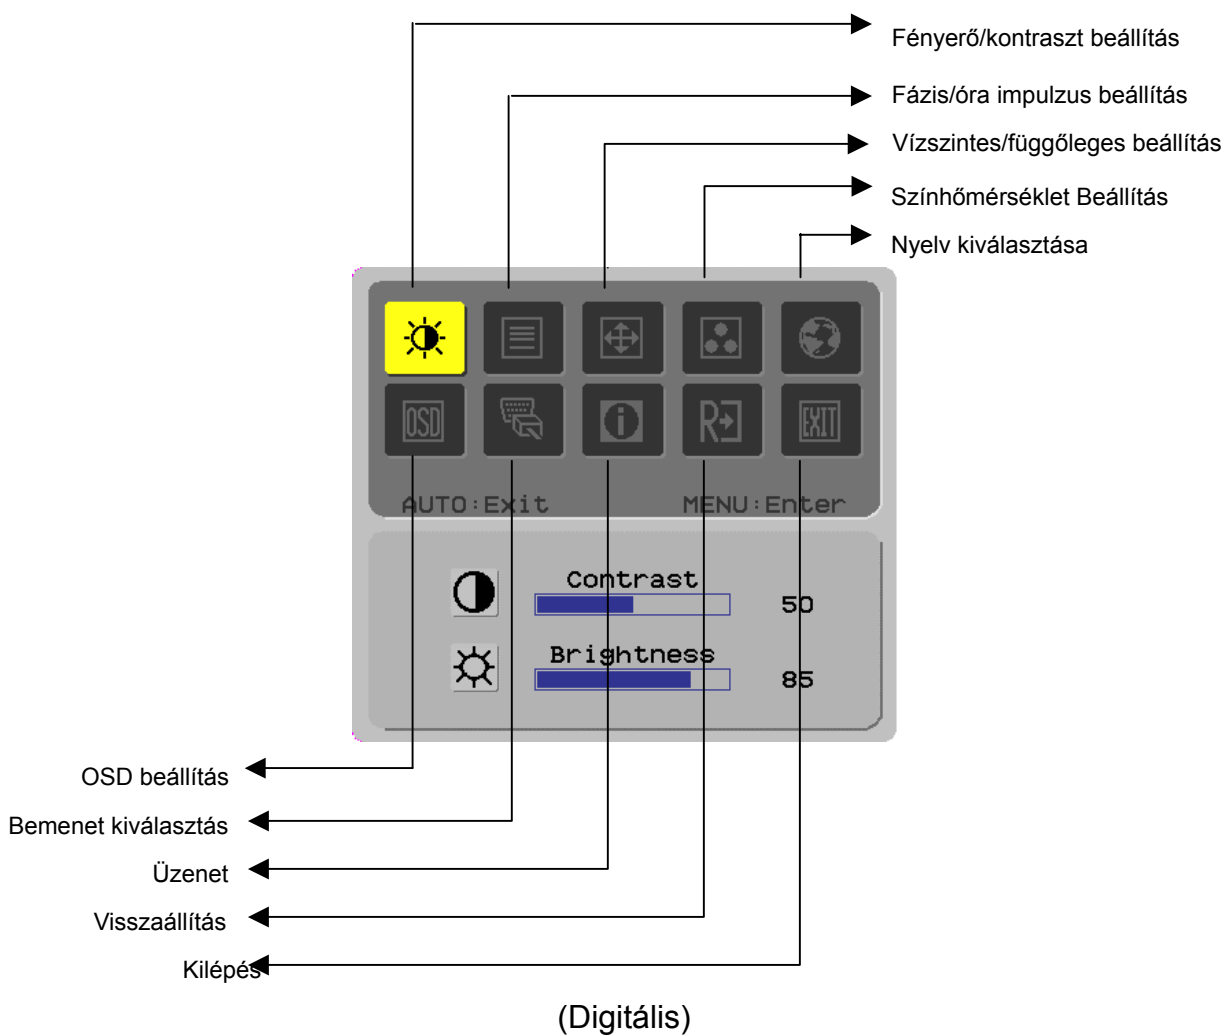 Fényerő/kontraszt beállítás
Fázis/óra impulzus beállítás
Vízszintes/függőleges beállítás
Színhőmérséklet Beállítás
Nyelv kiválasztása
OSD
R
EXIT
AUTO:Exit MENU:Enter
Contrast
50
Brightness
85
OSD beállítás
Bemenet kiválasztás
Üzenet
Visszaállítás
Kilépés
(Digitális)